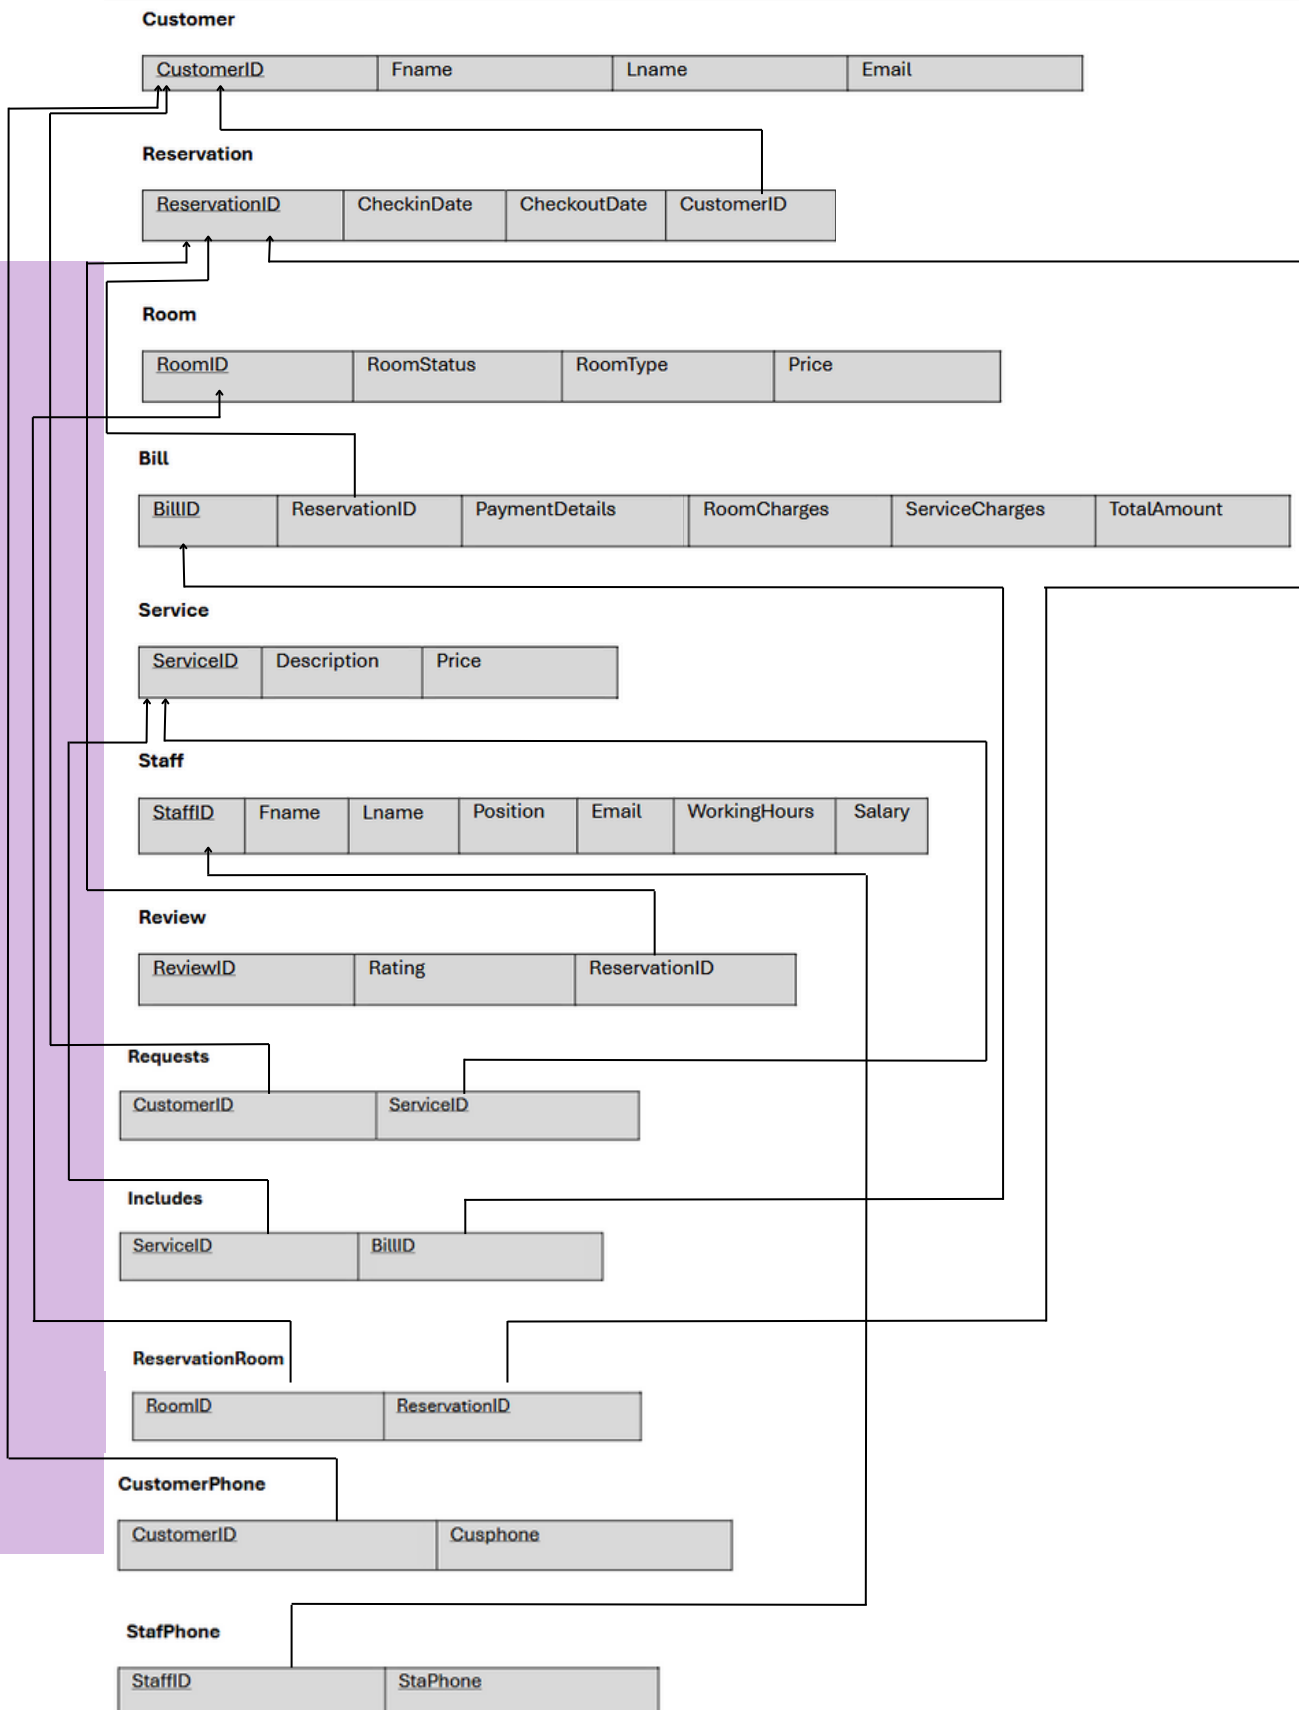 Customer
CustomerID Fname Lname Email
Reservation
ReservationID CheckinDate CheckoutDate CustomerID
Room
RoomID RoomStatus RoomType Price
Bill
BillID ReservationID PaymentDetails RoomCharges ServiceCharges TotalAmount
Service
ServiceID Description Price
Staff
StaffID Fname Lname Position Email WorkingHours Salary
Review
ReviewID Rating ReservationID
Requests
CustomerID ServiceID
Includes
ServiceID BillID
ReservationRoom
RoomID ReservationID
CustomerPhone
CustomerID Cusphone
StafPhone
StaffID StaPhone